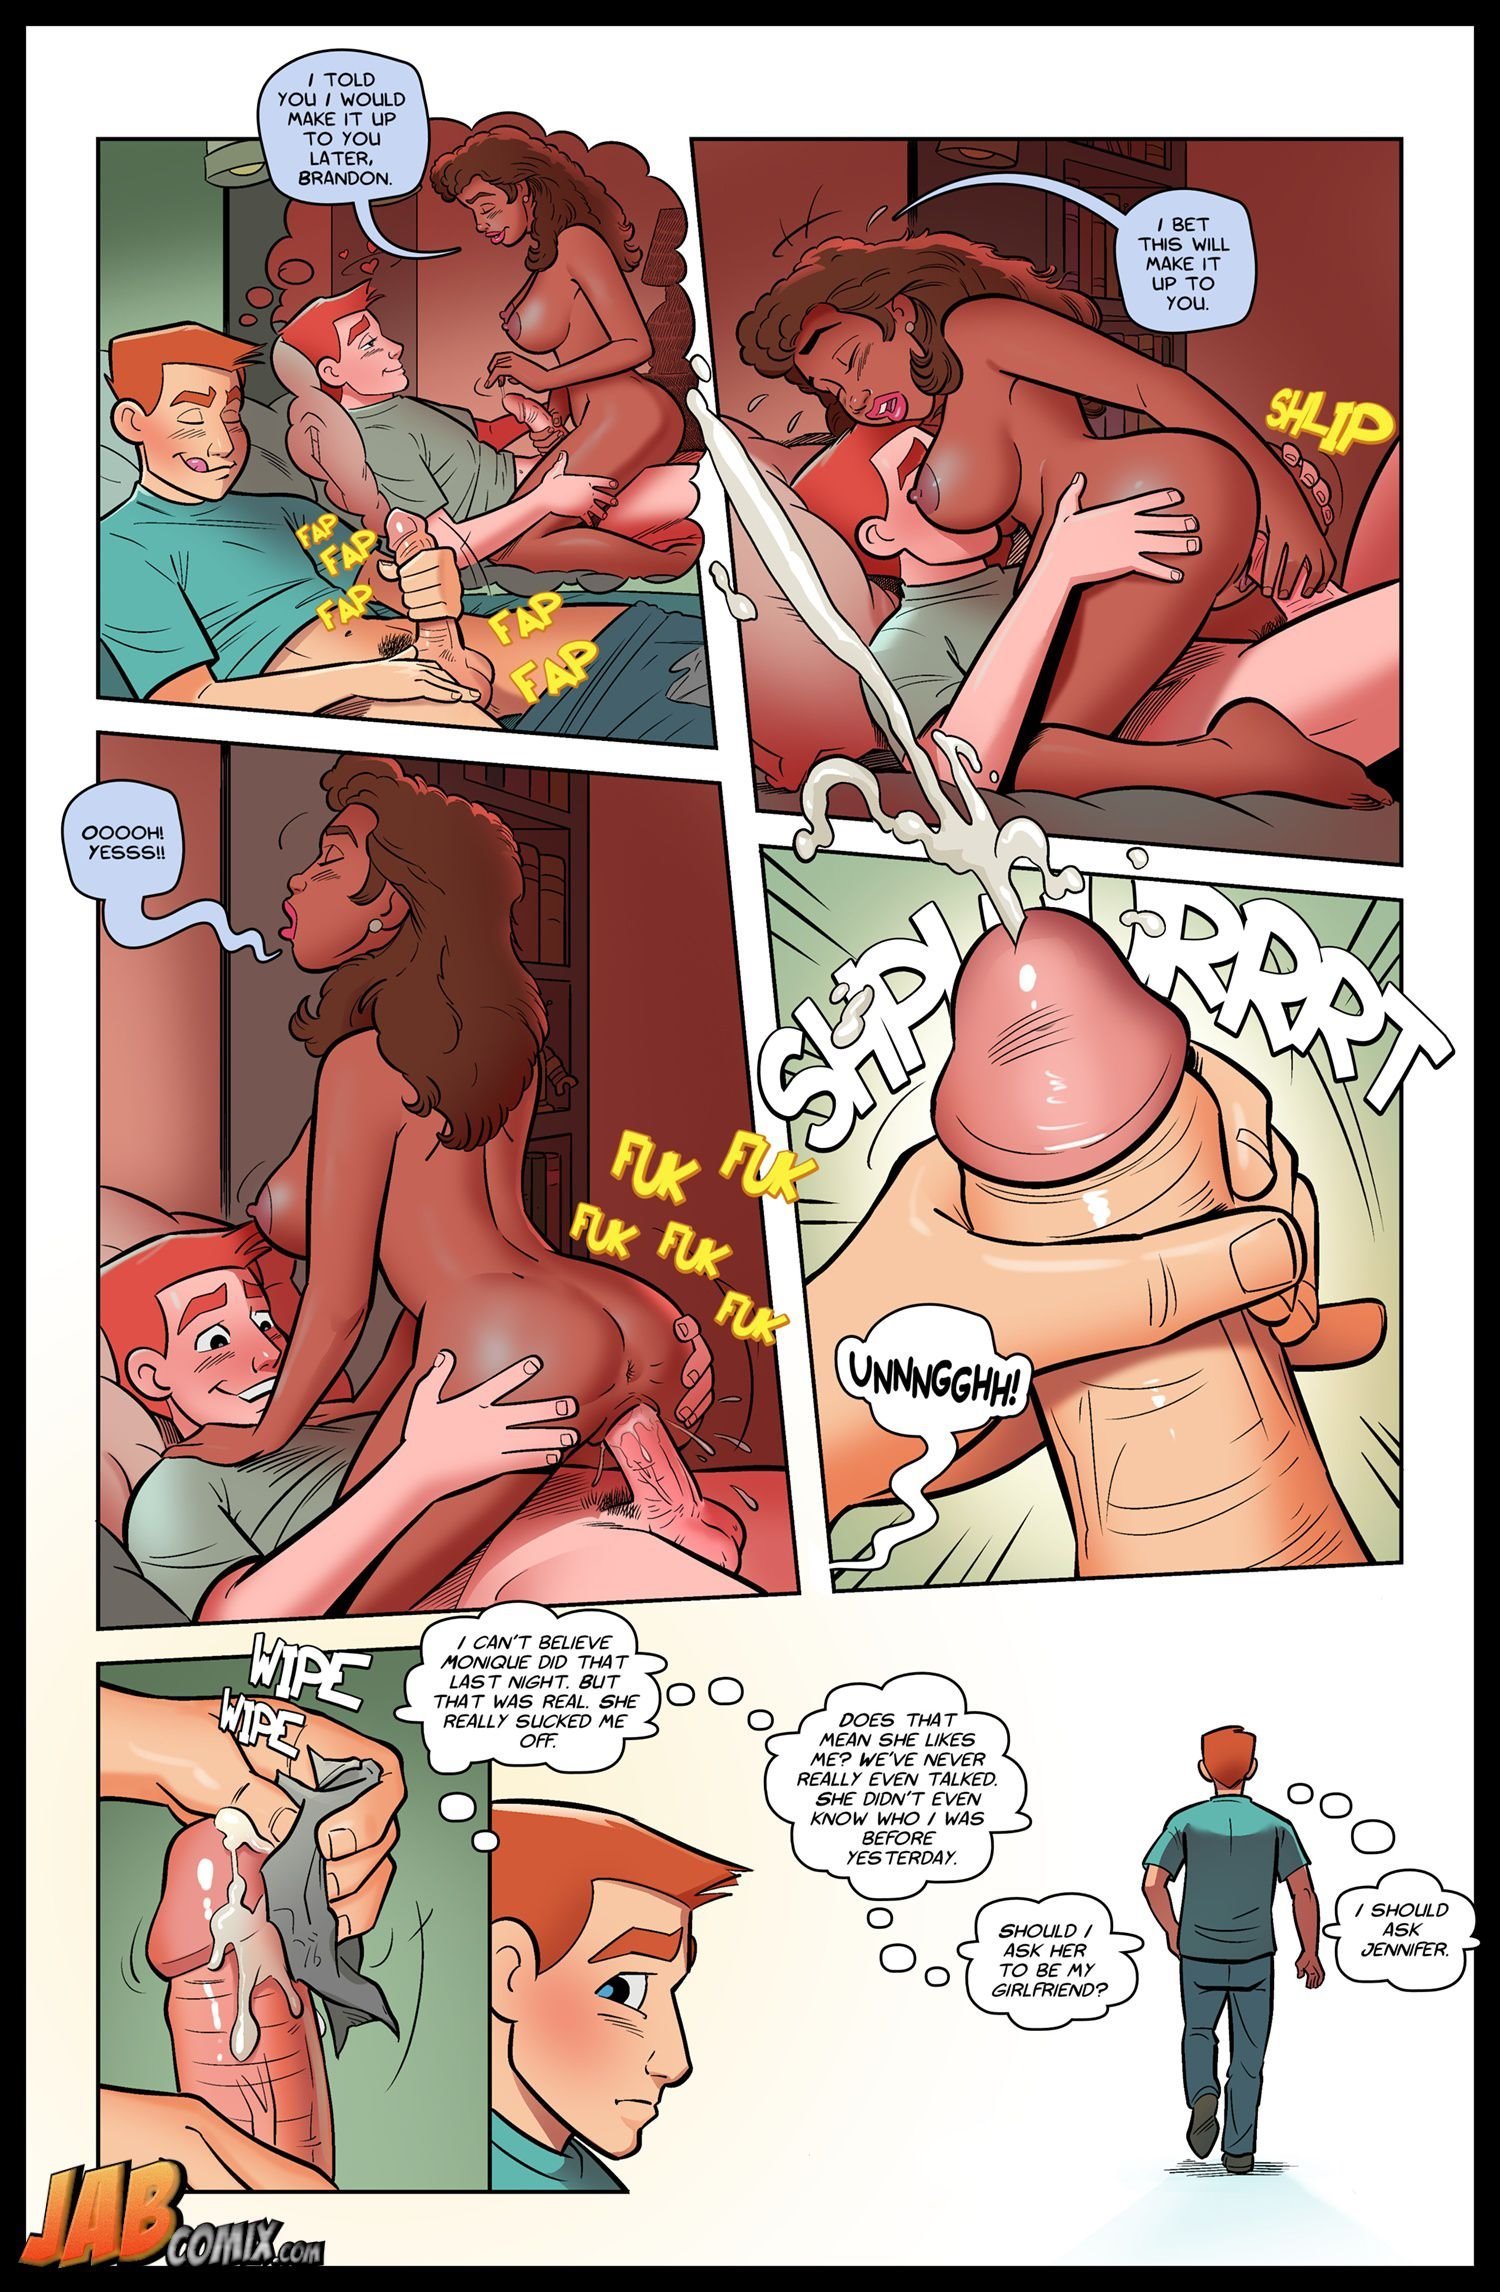 I TOLD
YOU I WOULD
MAKE IT UP
TO YOU
LATER,
BRANDON.
I BET
THIS WILL
MAKE IT
UP TO
YOU.
SHLIP
FAP
FAP
FAP
FAP
FAP
OOOOH!
YESSS!!
FUK
FUK
FUK
FUK
FUK
UNNNGGHH!
WIPE
WIPE
I CAN'T BELIEVE
MONIQUE DID THAT
LAST NIGHT. BUT
THAT WAS REAL. SHE
REALLY SUCKED ME
OFF.
DOES THAT
MEAN SHE LIKES
ME? WE'VE NEVER
REALLY EVEN TALKED.
SHE DIDN'T EVEN
KNOW WHO I WAS
BEFORE
YESTERDAY.
SHOULD I
ASK HER
TO BE MY
GIRLFRIEND?
I SHOULD
ASK
JENNIFER.
JAB
COMIX.COM